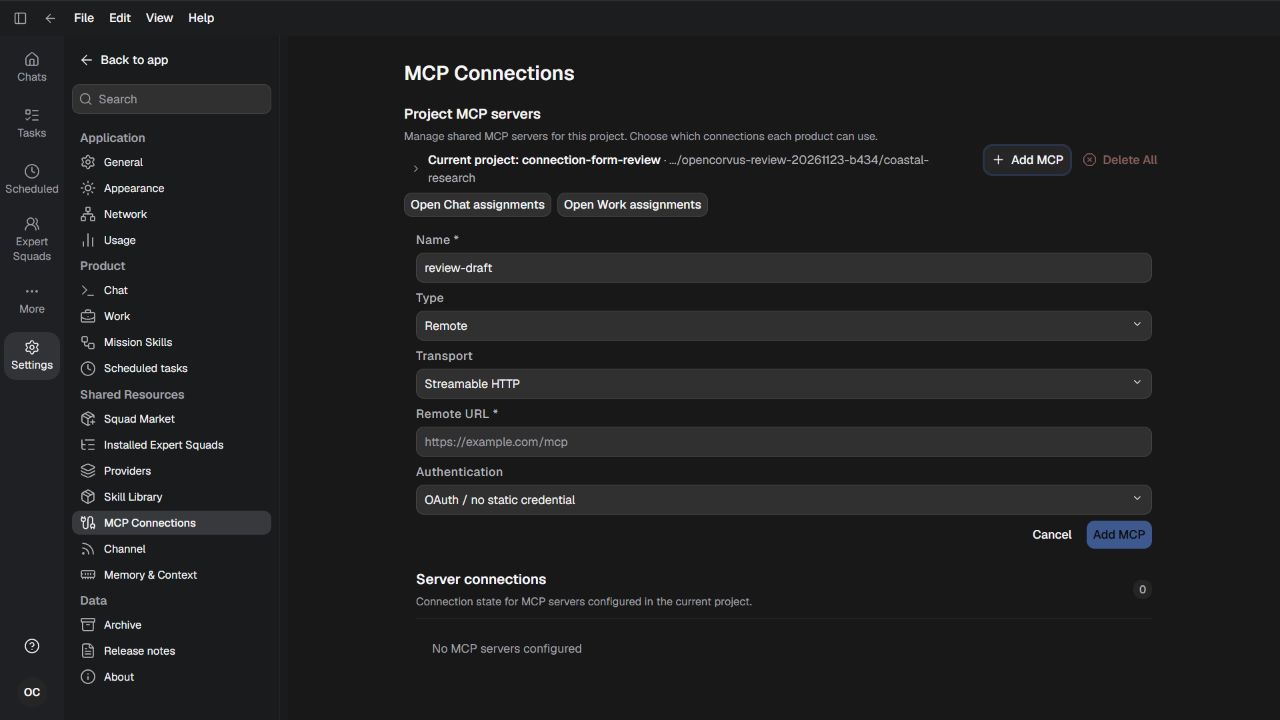 File Edit View Help
Chats
Tasks
Scheduled
Expert
Squads
More
Settings
OC
Back to app
Search
Application
General
Appearance
Network
Usage
Product
Chat
Work
Mission Skills
Scheduled tasks
Shared Resources
Squad Market
Installed Expert Squads
Providers
Skill Library
MCP Connections
Channel
Memory & Context
Data
Archive
Release notes
About
MCP Connections
Project MCP servers
Manage shared MCP servers for this project. Choose which connections each product can use.
Current project: connection-form-review · .../opencorvus-review-20261123-b434/coastal-
research
Add MCP
Delete All
Open Chat assignments
Open Work assignments
Name *
review-draft
Type
Remote
Transport
Streamable HTTP
Remote URL *
https://example.com/mcp
Authentication
OAuth / no static credential
Cancel
Add MCP
Server connections
0
Connection state for MCP servers configured in the current project.
No MCP servers configured